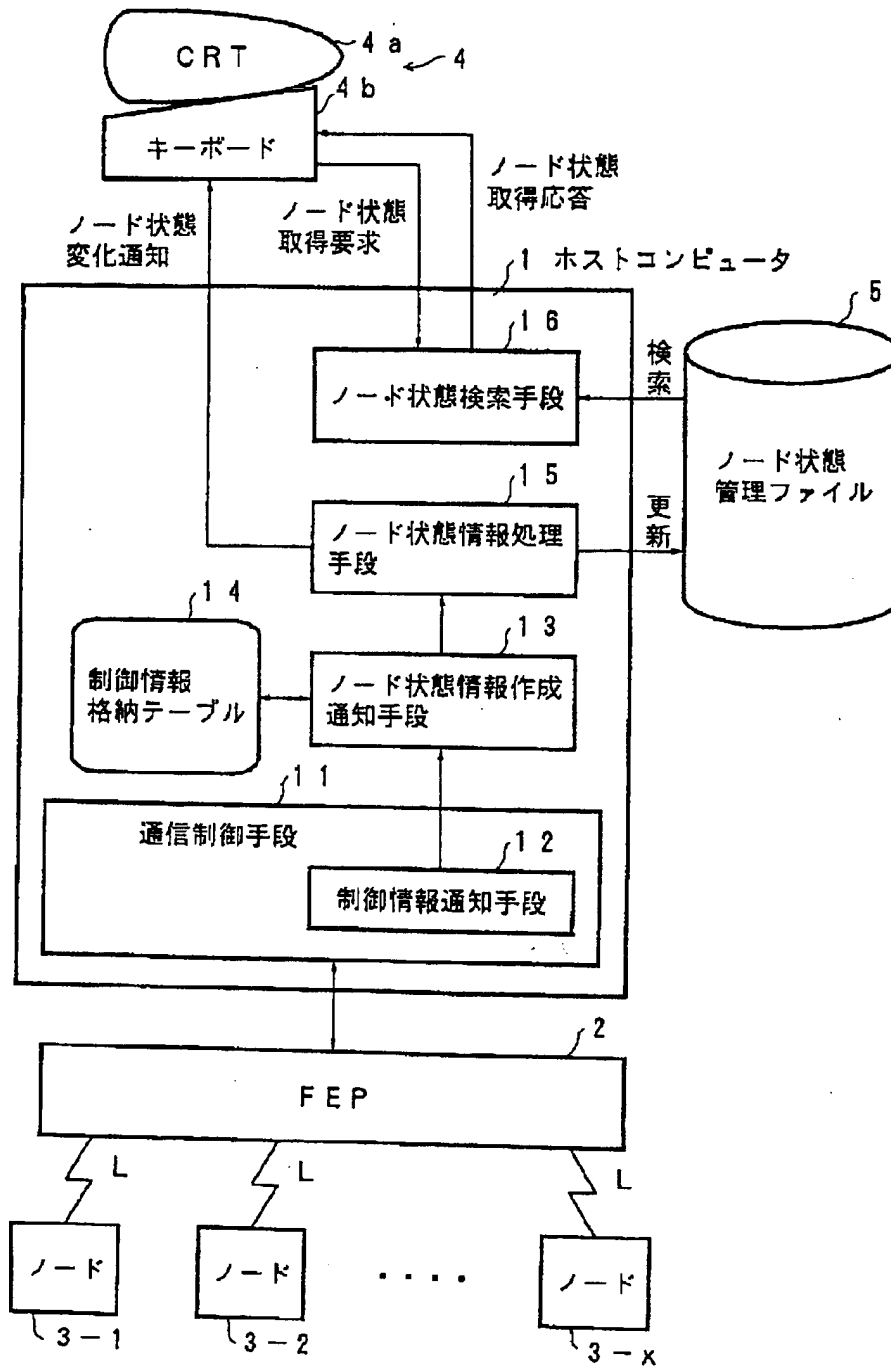 CRT
4a
4
4b
キーボード
ノード状態
変化通知
ノード状態
取得要求
ノード状態
取得応答
1 ホストコンピュータ
5
16
ノード状態検索手段
検索
ノード状態
管理ファイル
15
ノード状態情報処理
手段
更新
14
制御情報
格納テーブル
13
ノード状態情報作成
通知手段
11
通信制御手段
12
制御情報通知手段
2
FEP
L
L
L
ノード
ノード
・・・・
ノード
3-1
3-2
3-x